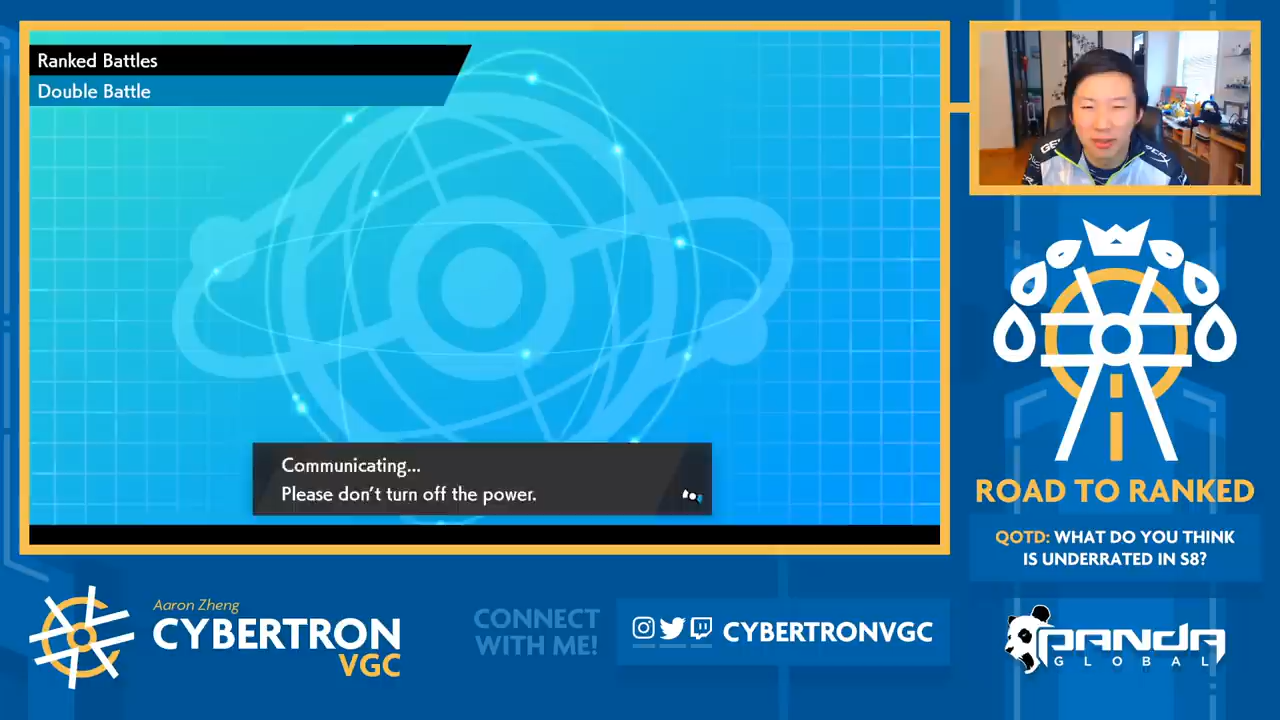 Ranked Battles
Double Battle
Communicating...
Please don't turn off the power.
ROAD TO RANKED
QOTD: WHAT DO YOU THINK
IS UNDERRATED IN S8?
Aaron Zheng
CYBERTRON
VGC
CONNECT
WITH ME!
CYBERTRONVGC
PANDA
GLOBAL